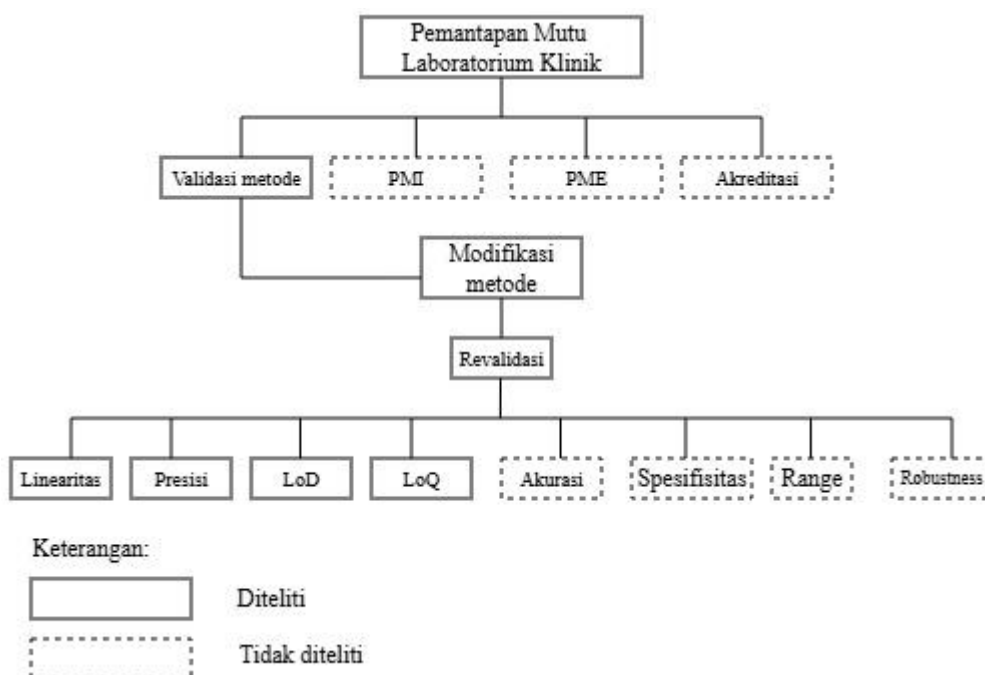 Pemantapan Mutu
Laboratorium Klinik
Validasi metode
PMI
PME
Akreditasi
Modifikasi
metode
Revalidasi
Linearitas
Presisi
LoD
LoQ
Akurasi
Spesifisitas
Range
Robustness
Keterangan:
Diteliti
Tidak diteliti